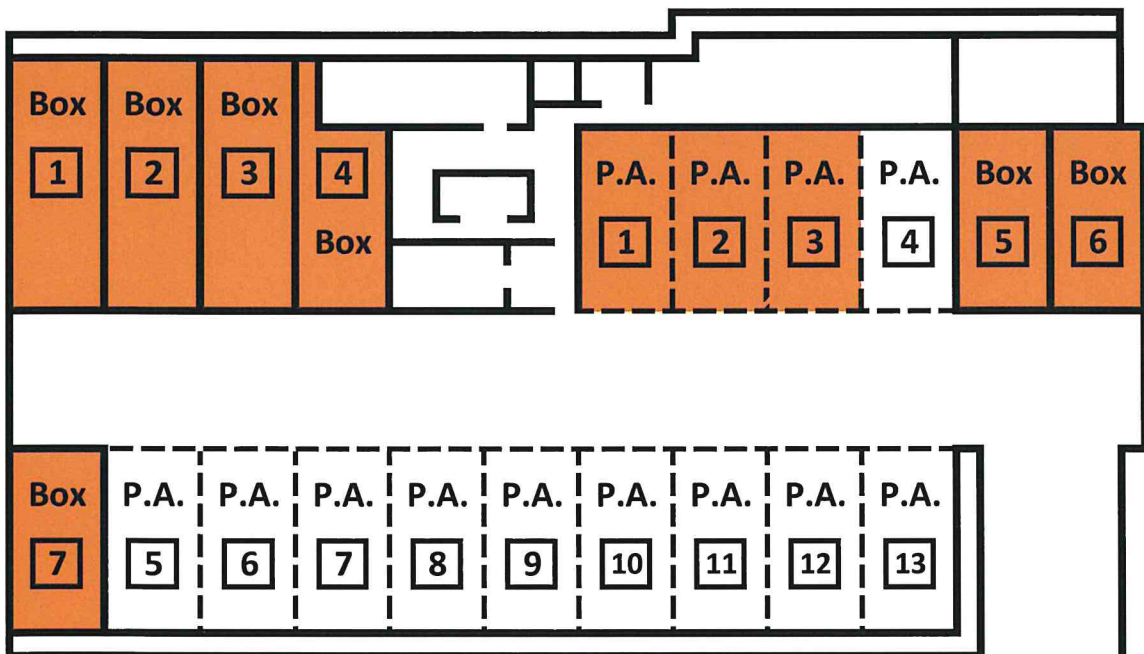 Box Box Box
1 2 3 4
Box
P.A. P.A. P.A. P.A. Box Box
1 2 3 4 5 6
Box P.A. P.A. P.A. P.A. P.A. P.A. P.A. P.A. P.A.
7 5 6 7 8 9 10 11 12 13